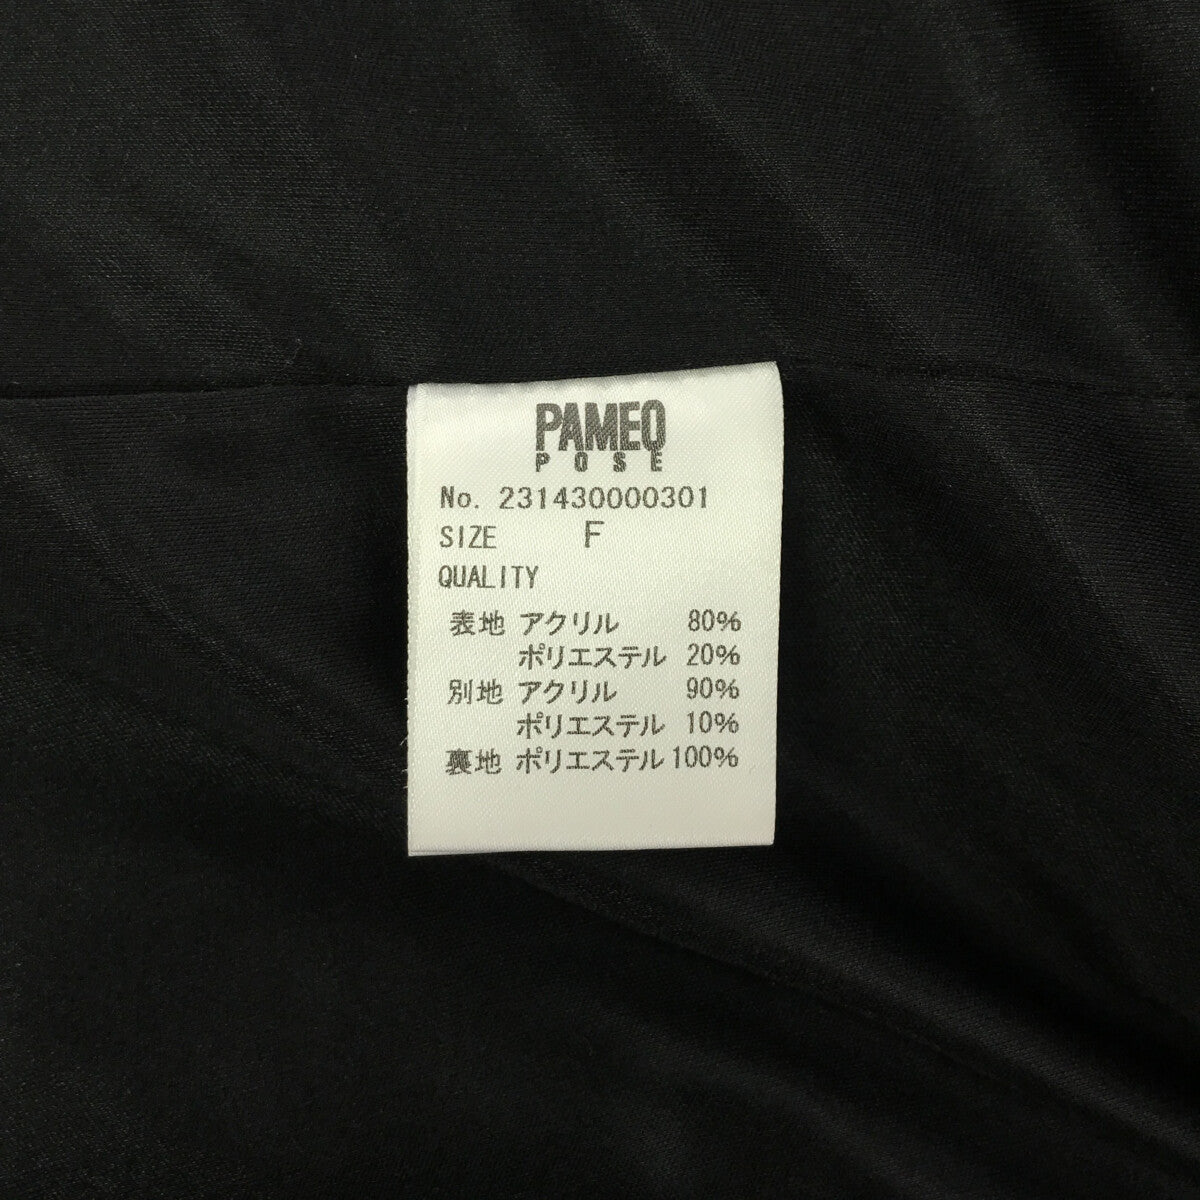 PAMEO
POSE
No. 231430000301
SIZE F
QUALITY
表地 アクリル 80%
ポリエステル 20%
別地 アクリル 90%
ポリエステル 10%
裏地 ポリエステル 100%